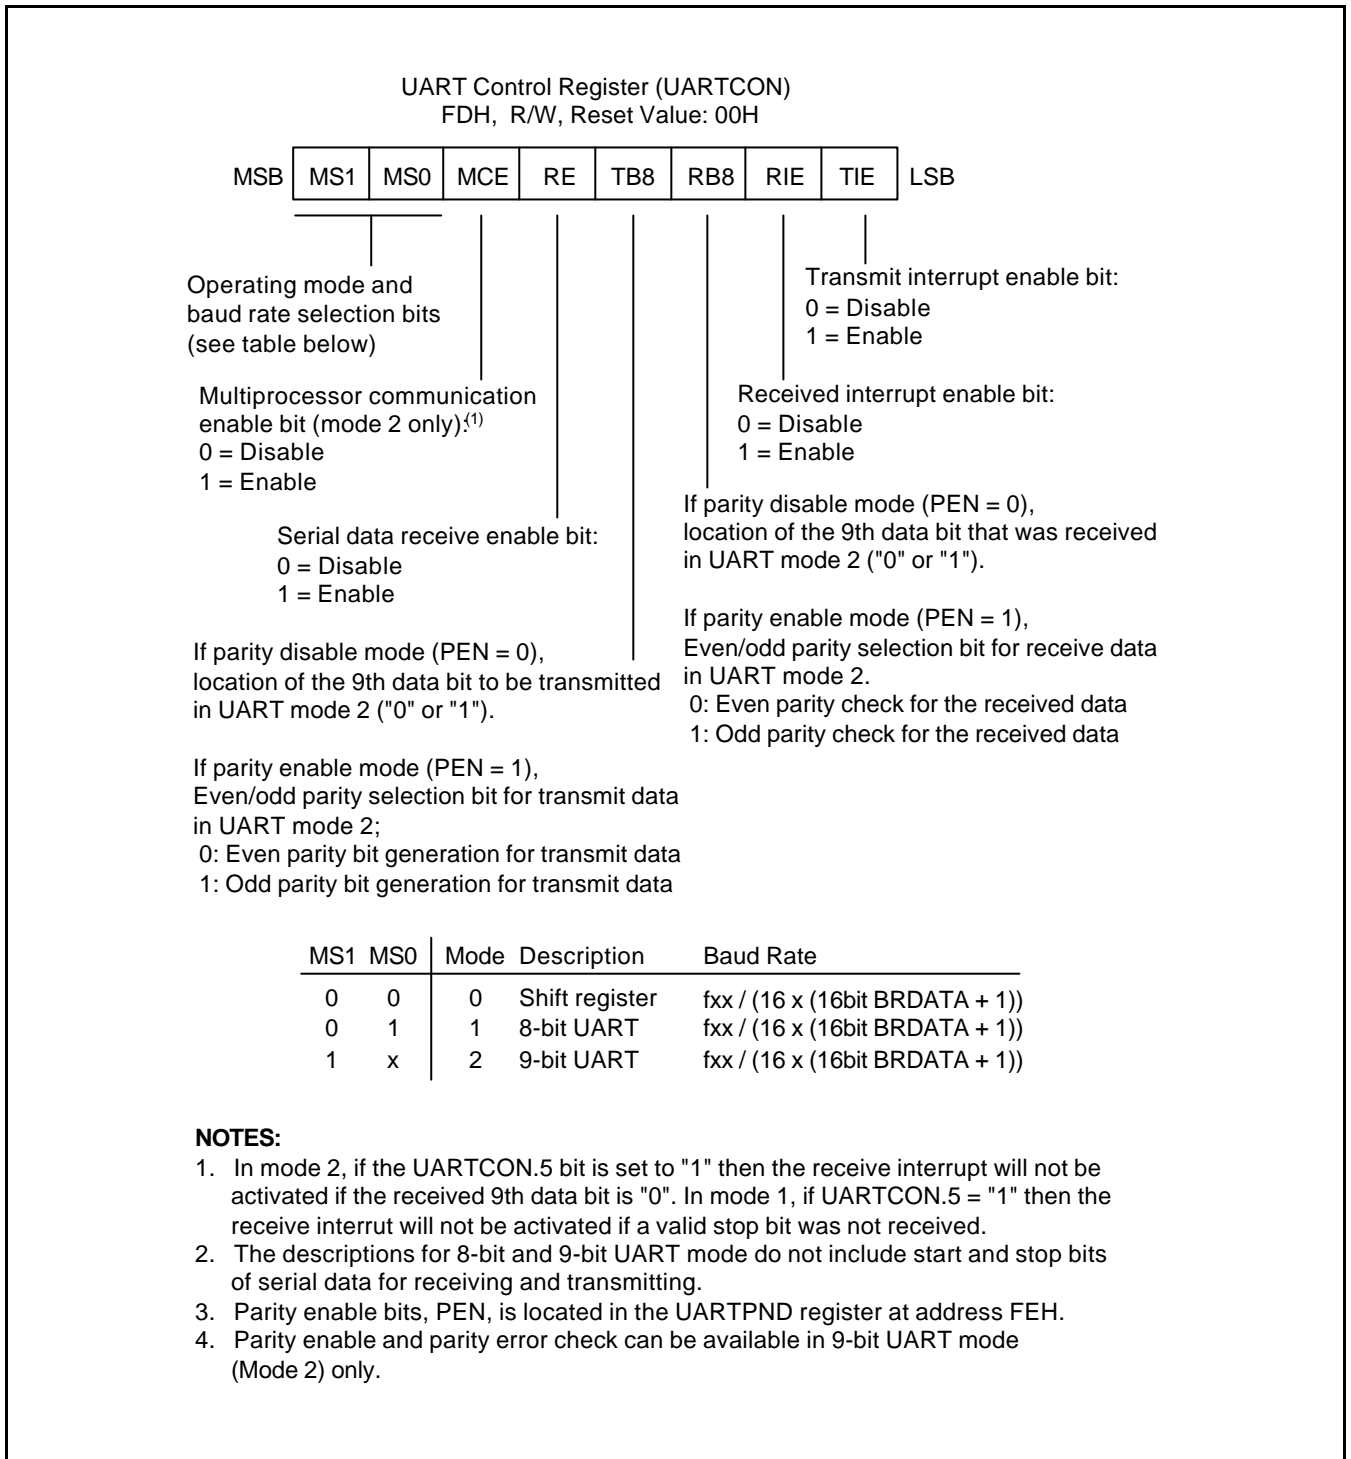 UART Control Register (UARTCON)
FDH, R/W, Reset Value: 00H
MSB MS1 MS0 MCE RE TB8 RB8 RIE TIE LSB
Operating mode and
baud rate selection bits
(see table below)
Transmit interrupt enable bit:
0 = Disable
1 = Enable
Multiprocessor communication
enable bit (mode 2 only):(1)
0 = Disable
1 = Enable
Received interrupt enable bit:
0 = Disable
1 = Enable
Serial data receive enable bit:
0 = Disable
1 = Enable
If parity disable mode (PEN = 0),
location of the 9th data bit that was received
in UART mode 2 ("0" or "1").
If parity enable mode (PEN = 1),
Even/odd parity selection bit for receive data
in UART mode 2.
0: Even parity check for the received data
1: Odd parity check for the received data
If parity disable mode (PEN = 0),
location of the 9th data bit to be transmitted
in UART mode 2 ("0" or "1").
If parity enable mode (PEN = 1),
Even/odd parity selection bit for transmit data
in UART mode 2;
0: Even parity bit generation for transmit data
1: Odd parity bit generation for transmit data
MS1 MS0 Mode Description Baud Rate
0 0 0 Shift register fxx / (16 x (16bit BRDATA + 1))
0 1 1 8-bit UART fxx / (16 x (16bit BRDATA + 1))
1 x 2 9-bit UART fxx / (16 x (16bit BRDATA + 1))
NOTES:
1. In mode 2, if the UARTCON.5 bit is set to "1" then the receive interrupt will not be
activated if the received 9th data bit is "0". In mode 1, if UARTCON.5 = "1" then the
receive interrut will not be activated if a valid stop bit was not received.
2. The descriptions for 8-bit and 9-bit UART mode do not include start and stop bits
of serial data for receiving and transmitting.
3. Parity enable bits, PEN, is located in the UARTPND register at address FEH.
4. Parity enable and parity error check can be available in 9-bit UART mode
(Mode 2) only.